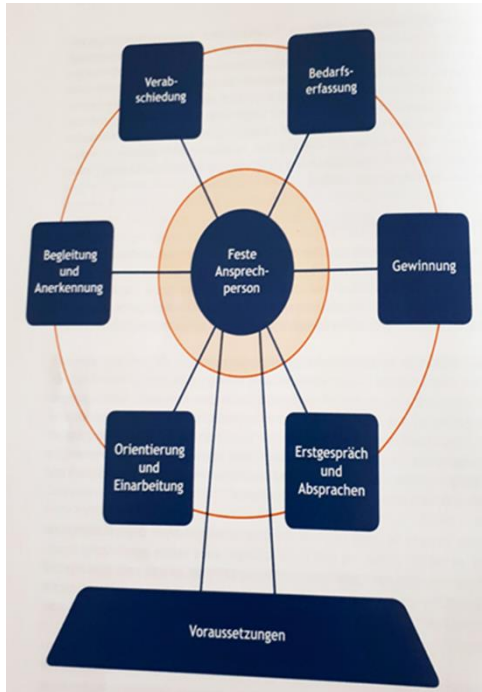 Verab-
schiedung
Bedarfs-
erfassung
Begleitung
und
Anerkennung
Feste
Ansprech-
person
Gewinnung
Orientierung
und
Einarbeitung
Erstgespräch
und
Absprachen
Voraussetzungen